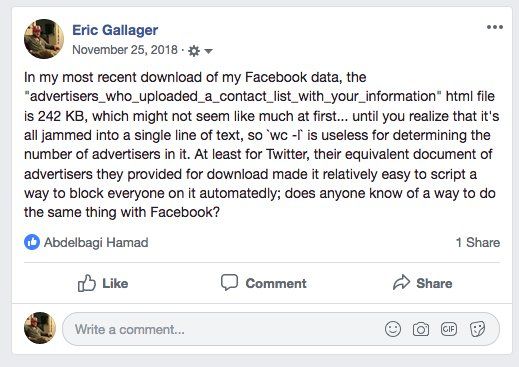 Eric Gallager
November 25, 2018 ·
In my most recent download of my Facebook data, the
"advertisers_who_uploaded_a_contact_list_with_your_information" html file
is 242 KB, which might not seem like much at first... until you realize that it's
all jammed into a single line of text, so `wc -l` is useless for determining the
number of advertisers in it. At least for Twitter, their equivalent document of
advertisers they provided for download made it relatively easy to script a
way to block everyone on it automatedly; does anyone know of a way to do
the same thing with Facebook?
Abdelbagi Hamad 1 Share
Like Comment Share
Write a comment... GIF